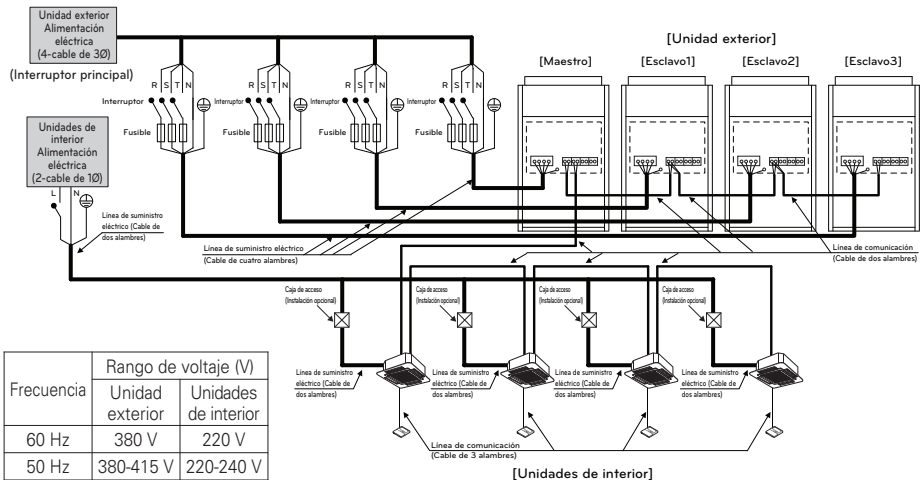 Unidad exterior
Alimentación
eléctrica
(4-cable de 3Ø)
(Interruptor principal)
R S T N
R S T N
R S T N
R S T N
Interruptor
Interruptor
Interruptor
Interruptor
Fusible
Fusible
Fusible
Fusible
[Unidad exterior]
[Maestro]
[Esclavo1]
[Esclavo2]
[Esclavo3]
Unidades de
interior
Alimentación
eléctrica
(2-cable de 1Ø)
L N
Línea de suministro
eléctrico (Cable de
dos alambres)
Línea de suministro eléctrico
(Cable de cuatro alambres)
Línea de comunicación
(Cable de dos alambres)
Caja de acceso
(Instalación opcional)
Caja de acceso
(Instalación opcional)
Caja de acceso
(Instalación opcional)
Caja de acceso
(Instalación opcional)
Línea de suministro
eléctrico (Cable de
dos alambres)
Línea de suministro
eléctrico (Cable de
dos alambres)
Línea de suministro
eléctrico (Cable de
dos alambres)
Línea de suministro
eléctrico (Cable de
dos alambres)
Línea de comunicación
(Cable de 3 alambres)
[Unidades de interior]
Frecuencia
Rango de voltaje (V)
Unidad
exterior
Unidades
de interior
60 Hz 380 V 220 V
50 Hz 380-415 V 220-240 V